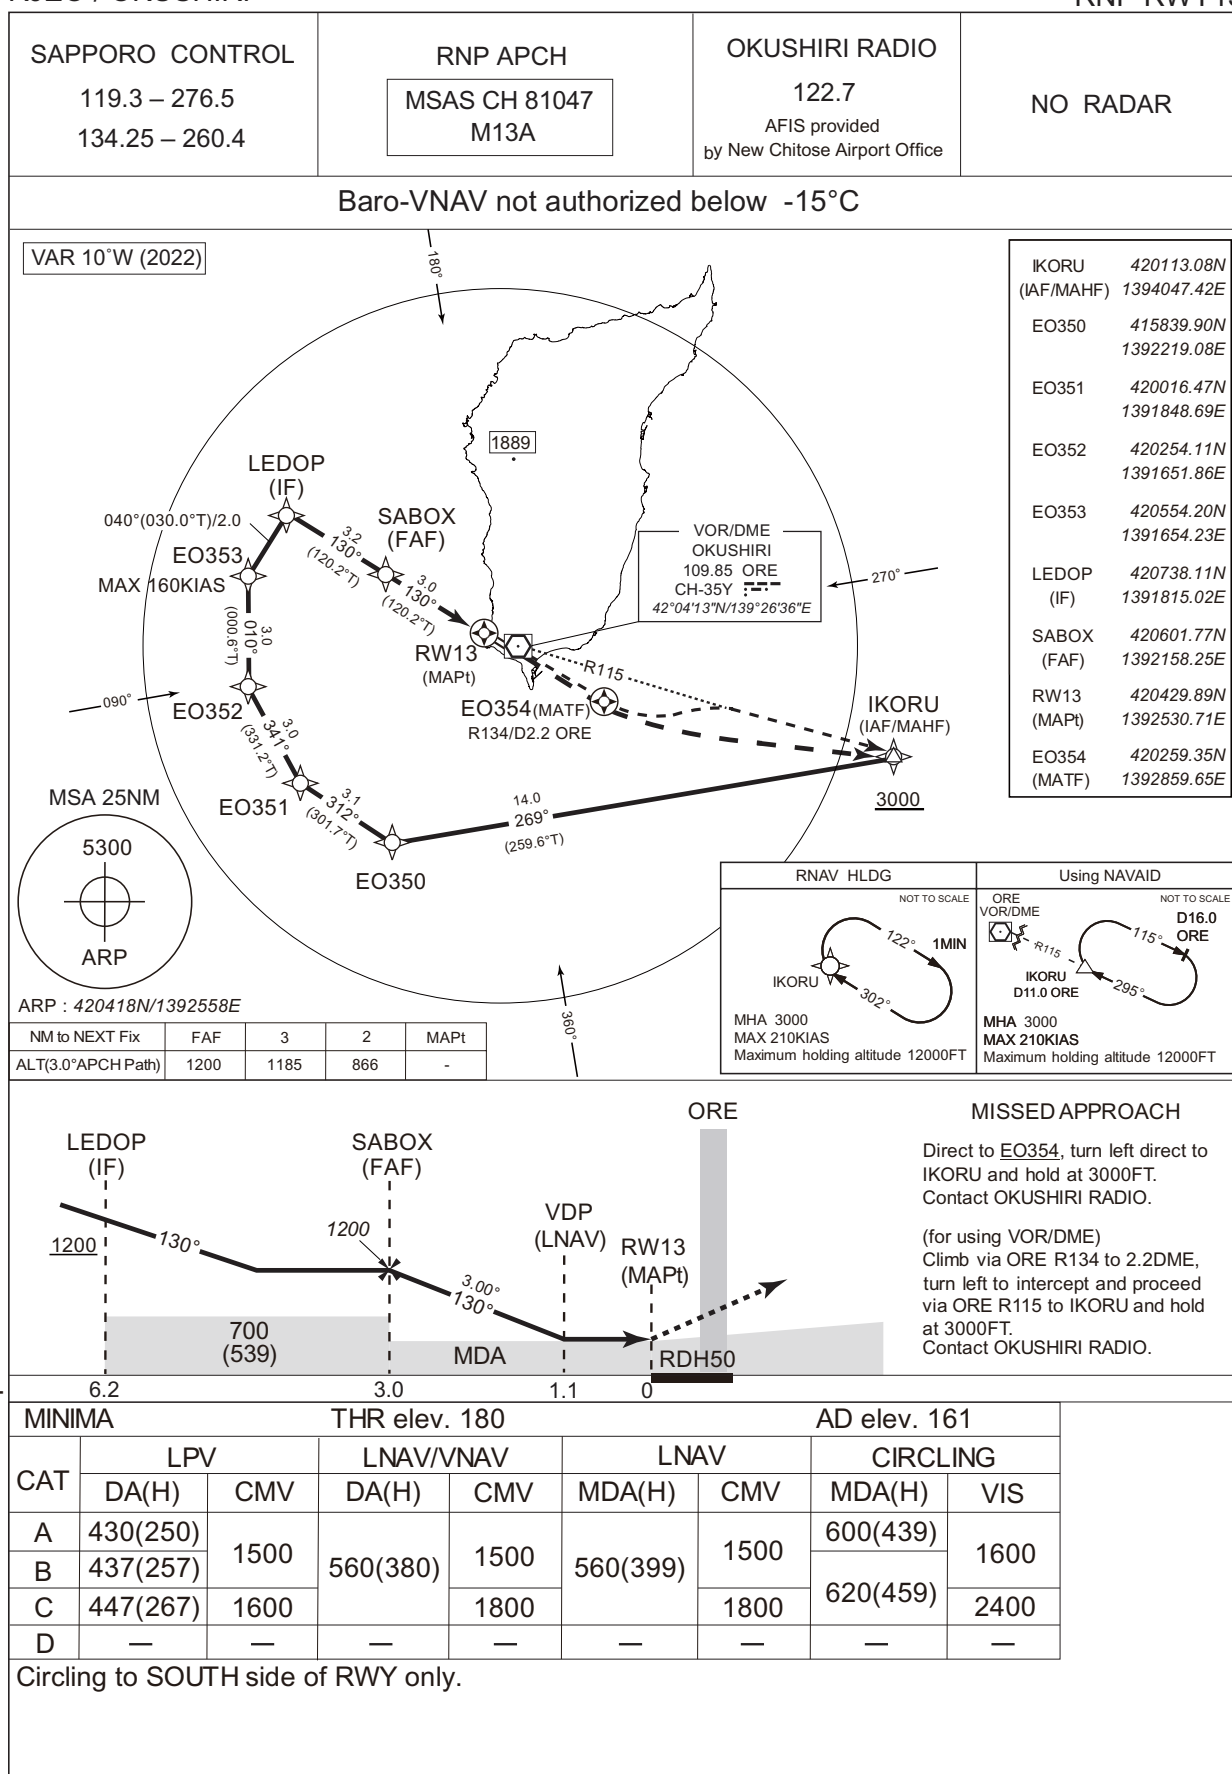 SAPPORO CONTROL
119.3 – 276.5
134.25 – 260.4
RNP APCH
MSAS CH 81047
M13A
OKUSHIRI RADIO
122.7
AFIS provided
by New Chitose Airport Office
NO RADAR
Baro-VNAV not authorized below -15°C
VAR 10°W (2022)
180°
1889
LEDOP
(IF)
040°(030.0°T)/2.0
3.2
130°
(120.2°T)
SABOX
(FAF)
3.0
130°
(120.2°T)
EO353
MAX 160KIAS
3.0
010°
(000.6°T)
090°
EO352
3.0
341°
(331.2°T)
EO351
3.1
312°
(301.7°T)
EO350
14.0
269°
(259.6°T)
RW13
(MAPt)
EO354(MATF)
R134/D2.2 ORE
R115
VOR/DME
OKUSHIRI
109.85 ORE
CH-35Y
42°04'13"N/139°26'36"E
270°
IKORU
(IAF/MAHF)
3000
360°
IKORU 420113.08N
(IAF/MAHF) 1394047.42E
EO350 415839.90N
1392219.08E
EO351 420016.47N
1391848.69E
EO352 420254.11N
1391651.86E
EO353 420554.20N
1391654.23E
LEDOP 420738.11N
(IF) 1391815.02E
SABOX 420601.77N
(FAF) 1392158.25E
RW13 420429.89N
(MAPt) 1392530.71E
EO354 420259.35N
(MATF) 1392859.65E
MSA 25NM
5300
ARP
ARP : 420418N/1392558E
NM to NEXT Fix FAF 3 2 MAPt
ALT(3.0°APCH Path) 1200 1185 866 -
RNAV HLDG
NOT TO SCALE
122°
1MIN
IKORU
302°
MHA 3000
MAX 210KIAS
Maximum holding altitude 12000FT
Using NAVAID
NOT TO SCALE
ORE
VOR/DME
D16.0
ORE
115°
R115
IKORU
D11.0 ORE
295°
MHA 3000
MAX 210KIAS
Maximum holding altitude 12000FT
LEDOP
(IF)
1200
130°
SABOX
(FAF)
1200
3.00°
130°
VDP
(LNAV)
RW13
(MAPt)
ORE
700
(539)
MDA
RDH50
6.2 3.0 1.1 0
MISSED APPROACH
Direct to EO354, turn left direct to
IKORU and hold at 3000FT.
Contact OKUSHIRI RADIO.
(for using VOR/DME)
Climb via ORE R134 to 2.2DME,
turn left to intercept and proceed
via ORE R115 to IKORU and hold
at 3000FT.
Contact OKUSHIRI RADIO.
MINIMA THR elev. 180 AD elev. 161
CAT LPV LNAV/VNAV LNAV CIRCLING
DA(H) CMV DA(H) CMV MDA(H) CMV MDA(H) VIS
A 430(250) 1500 560(380) 1500 560(399) 1500 600(439) 1600
B 437(257) 620(459)
C 447(267) 1600 1800 1800 2400
D — — — — — — — —
Circling to SOUTH side of RWY only.